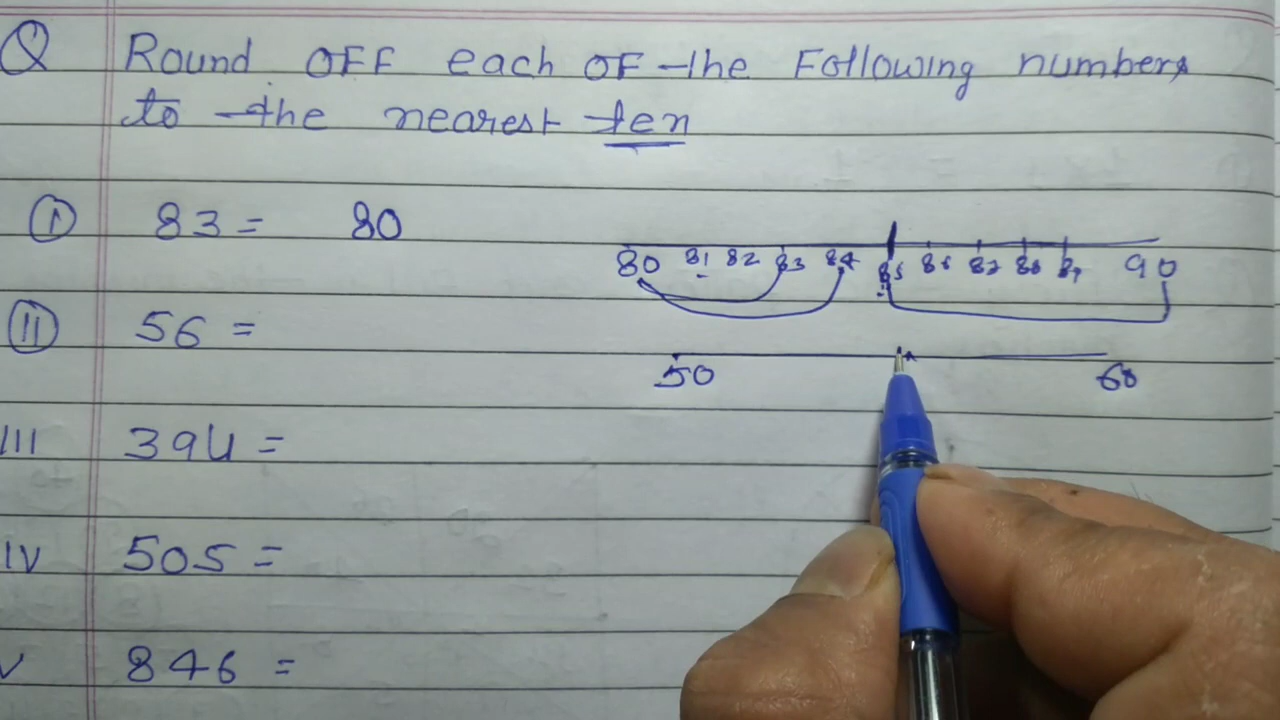 Q Round OFF each OF the Following numbers
to the nearest ten
(I) 83 = 80
80 81 82 83 84 85 86 87 88 89 90
(II) 56 =
50 60
III 394 =
IV 505 =
V 846 =